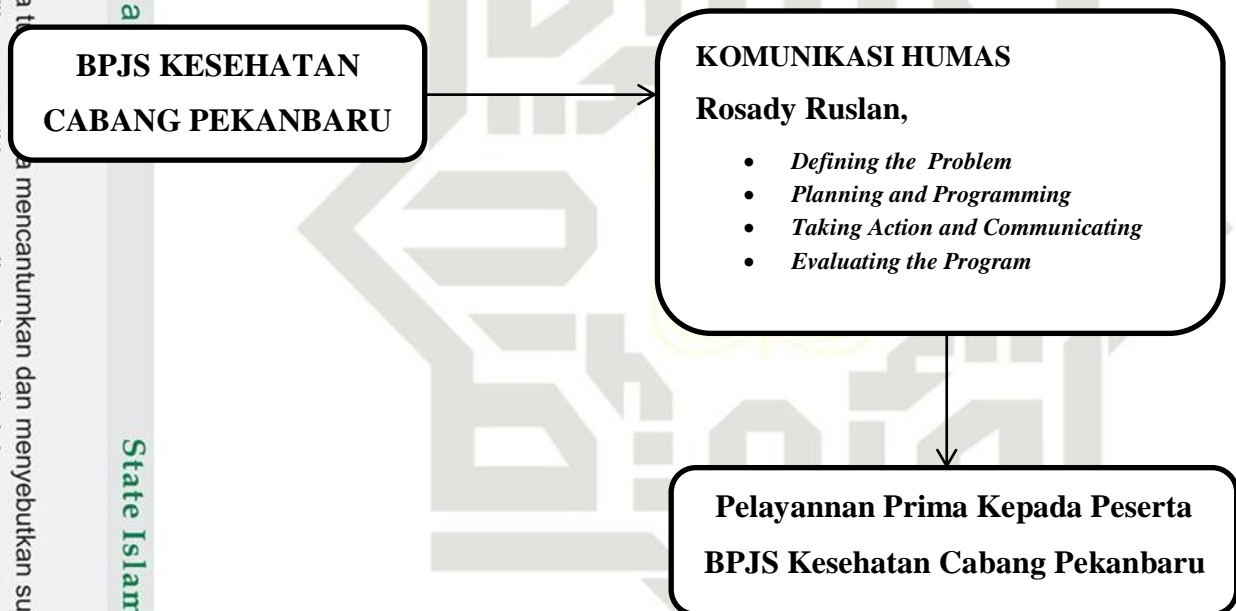 BPJS KESEHATAN
CABANG PEKANBARU
KOMUNIKASI HUMAS
Rosady Ruslan,
• Defining the Problem
• Planning and Programming
• Taking Action and Communicating
• Evaluating the Program
Pelayannan Prima Kepada Peserta
BPJS Kesehatan Cabang Pekanbaru
mencantumkan dan menyebutkan
State Islam